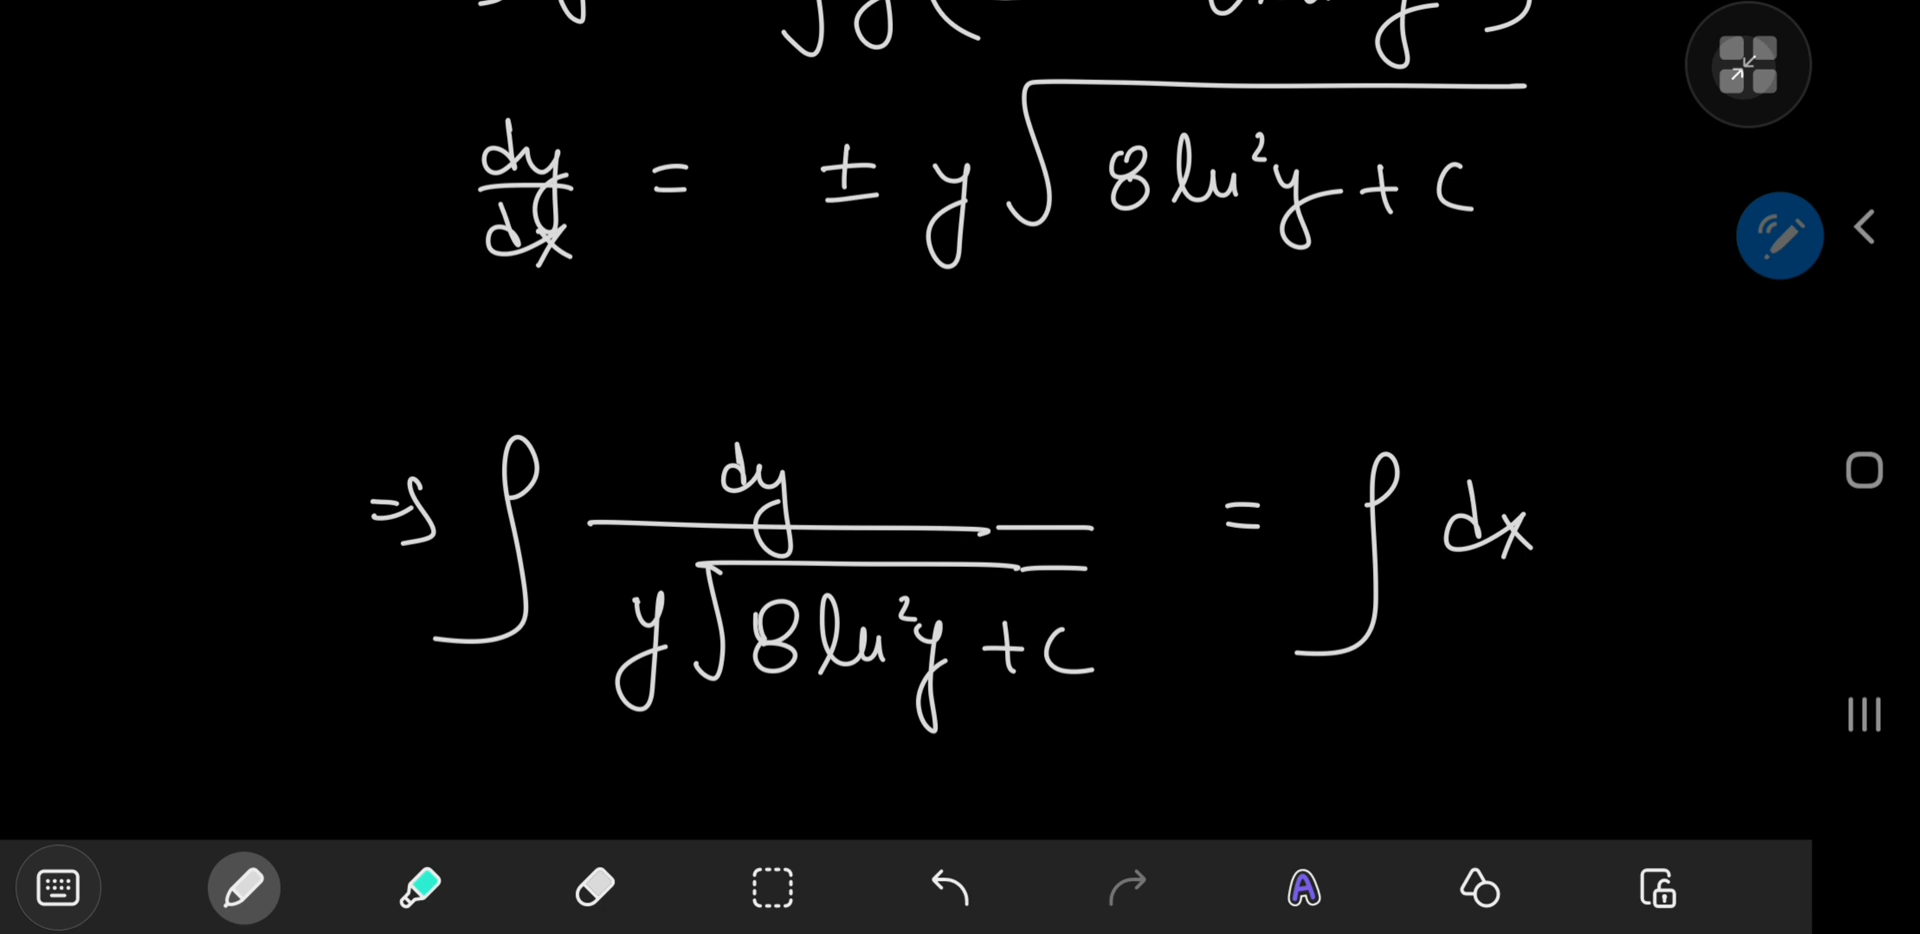 dy/dx = ± y√(8 ln²y + c)
⇒ ∫ dy / (y√(8 ln²y + c)) = ∫ dx